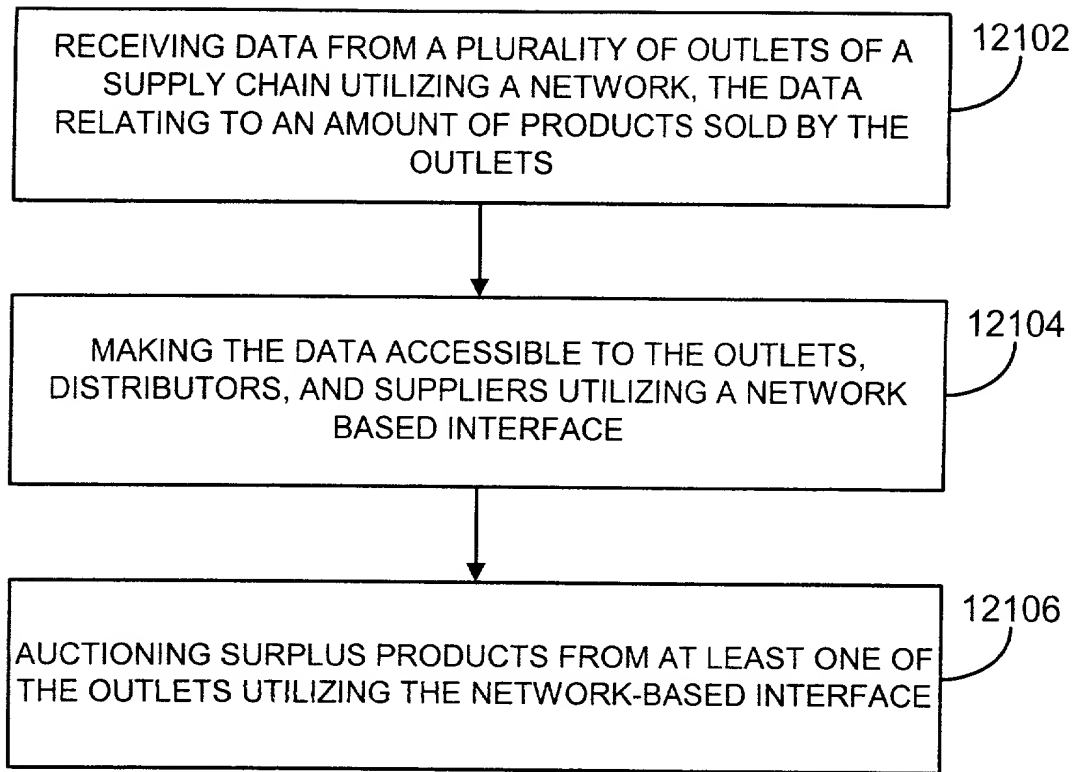 RECEIVING DATA FROM A PLURALITY OF OUTLETS OF A
SUPPLY CHAIN UTILIZING A NETWORK, THE DATA
RELATING TO AN AMOUNT OF PRODUCTS SOLD BY THE
OUTLETS
12102
MAKING THE DATA ACCESSIBLE TO THE OUTLETS,
DISTRIBUTORS, AND SUPPLIERS UTILIZING A NETWORK
BASED INTERFACE
12104
AUCTIONING SURPLUS PRODUCTS FROM AT LEAST ONE OF
THE OUTLETS UTILIZING THE NETWORK-BASED INTERFACE
12106